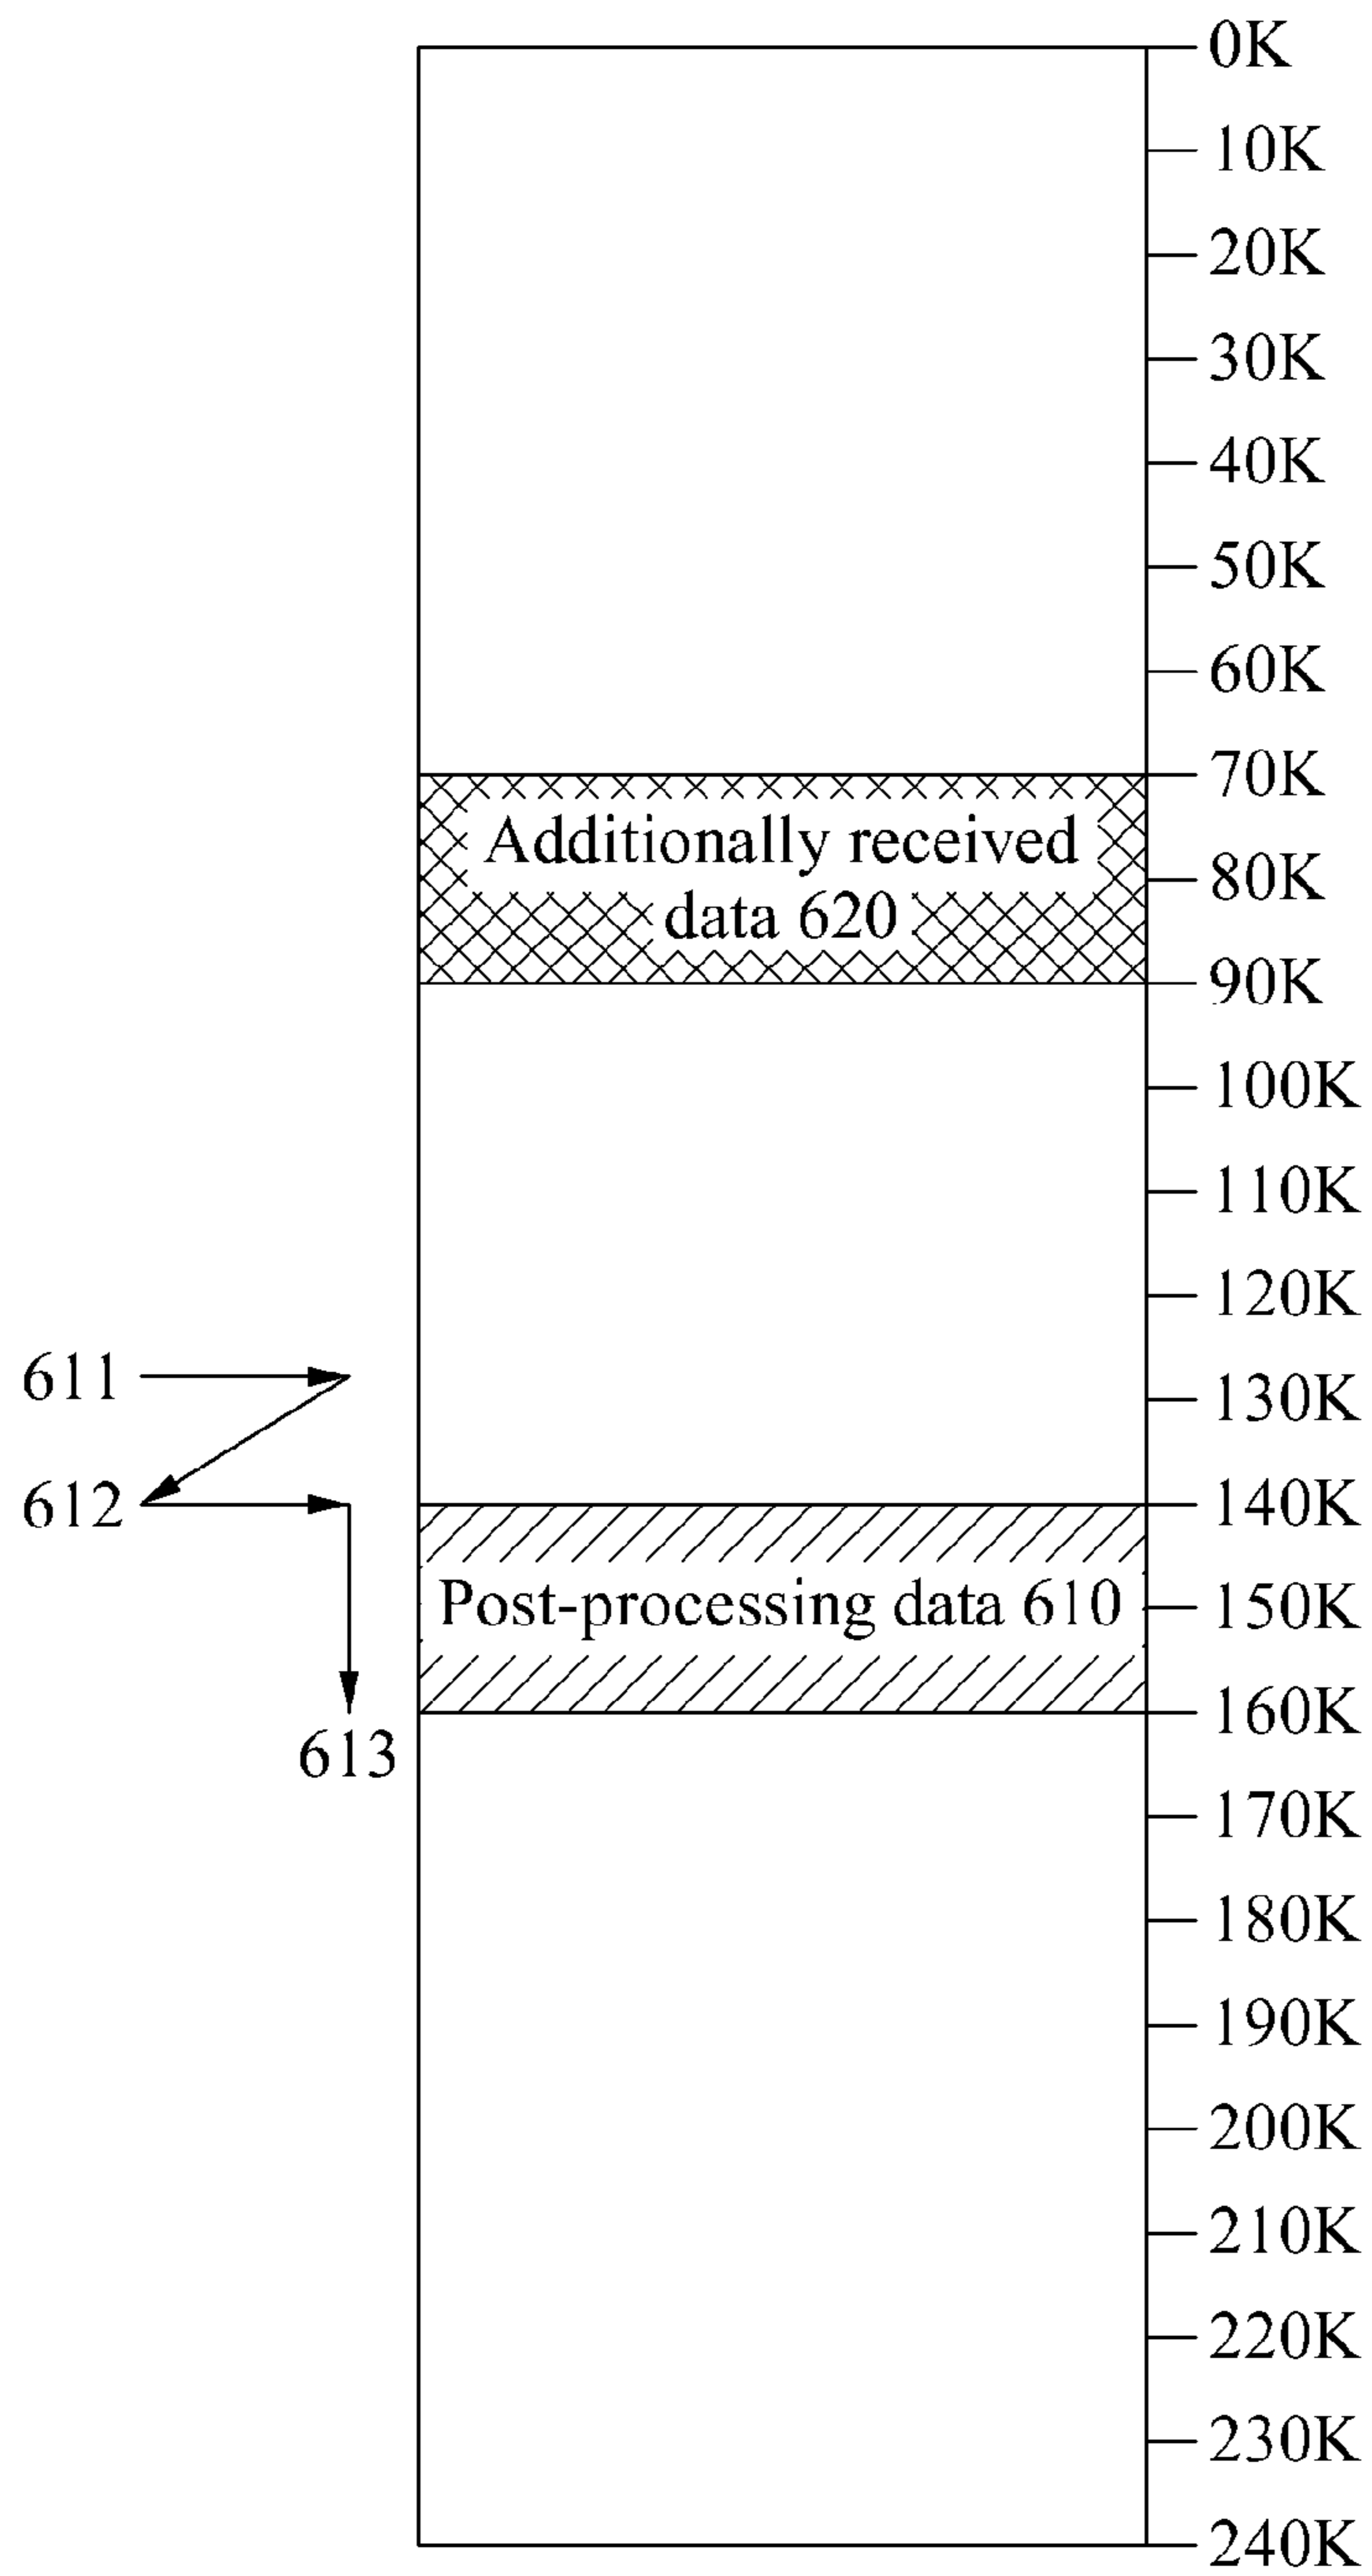 0K
10K
20K
30K
40K
50K
60K
70K
Additionally received
80K
data 620
90K
100K
110K
120K
611
130K
612
140K
Post-processing data 610
150K
160K
613
170K
180K
190K
200K
210K
220K
230K
240K